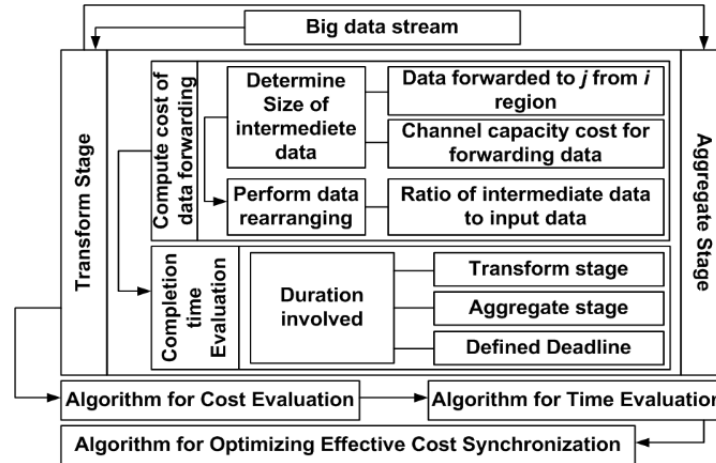 Big data stream
Transform Stage
Compute cost of
data forwarding
Determine
Size of
intermediete
data
Data forwarded to j from i
region
Channel capacity cost for
forwarding data
Perform data
rearranging
Ratio of intermediate data
to input data
Completion
time
Evaluation
Duration
involved
Transform stage
Aggregate stage
Defined Deadline
Aggregate Stage
Algorithm for Cost Evaluation
Algorithm for Time Evaluation
Algorithm for Optimizing Effective Cost Synchronization